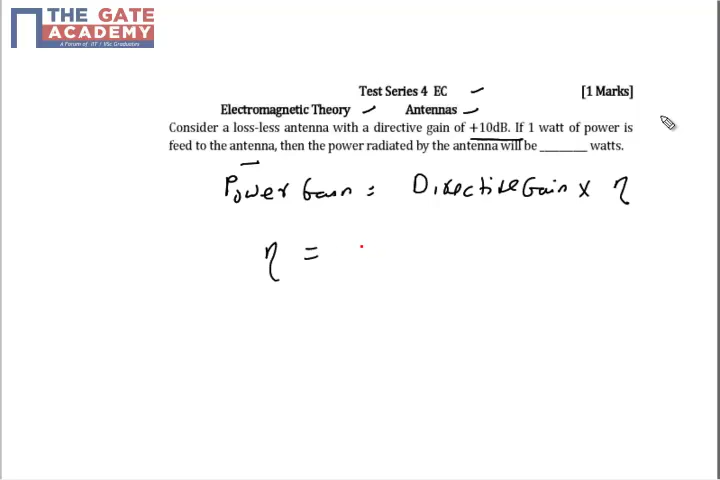 THE GATE
ACADEMY
A Forum of IIT / IISc Graduates
Test Series 4 EC [1 Marks]
Electromagnetic Theory Antennas
Consider a loss-less antenna with a directive gain of +10dB. If 1 watt of power is
feed to the antenna, then the power radiated by the antenna will be ________ watts.
Power Gain = Directive Gain × η
η =